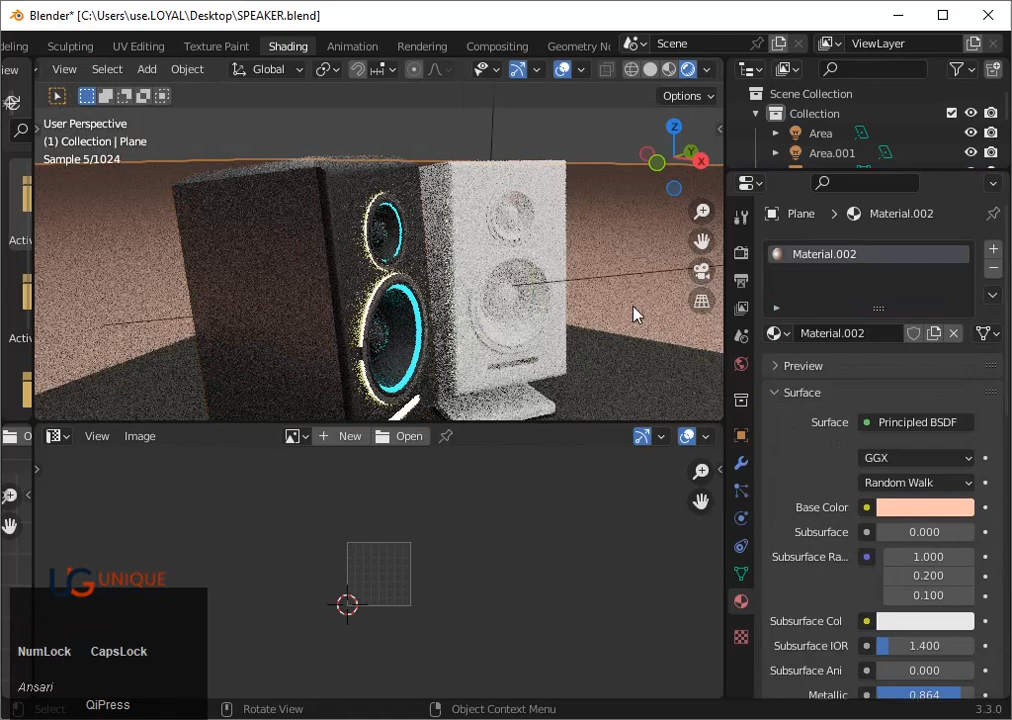 Blender* [C:\Users\use.LOYAL\Desktop\SPEAKER.blend]
deling Sculpting UV Editing Texture Paint Shading Animation Rendering Compositing Geometry No Scene ViewLayer
iew View Select Add Object Global
Options
User Perspective
(1) Collection | Plane
Sample 5/1024
Z
Y
X
Scene Collection
Collection
Area
Area.001
Activ
Activ
Plane Material.002
Material.002
Material.002
Preview
Surface
Surface Principled BSDF
GGX
Random Walk
Base Color
Subsurface 0.000
Subsurface Ra... 1.000
0.200
0.100
Subsurface Col
Subsurface IOR 1.400
Subsurface Ani 0.000
Metallic 0.864
O View Image New Open
UG UNIQUE
NumLock CapsLock
Ansari
QiPress
Select Rotate View Object Context Menu 3.3.0